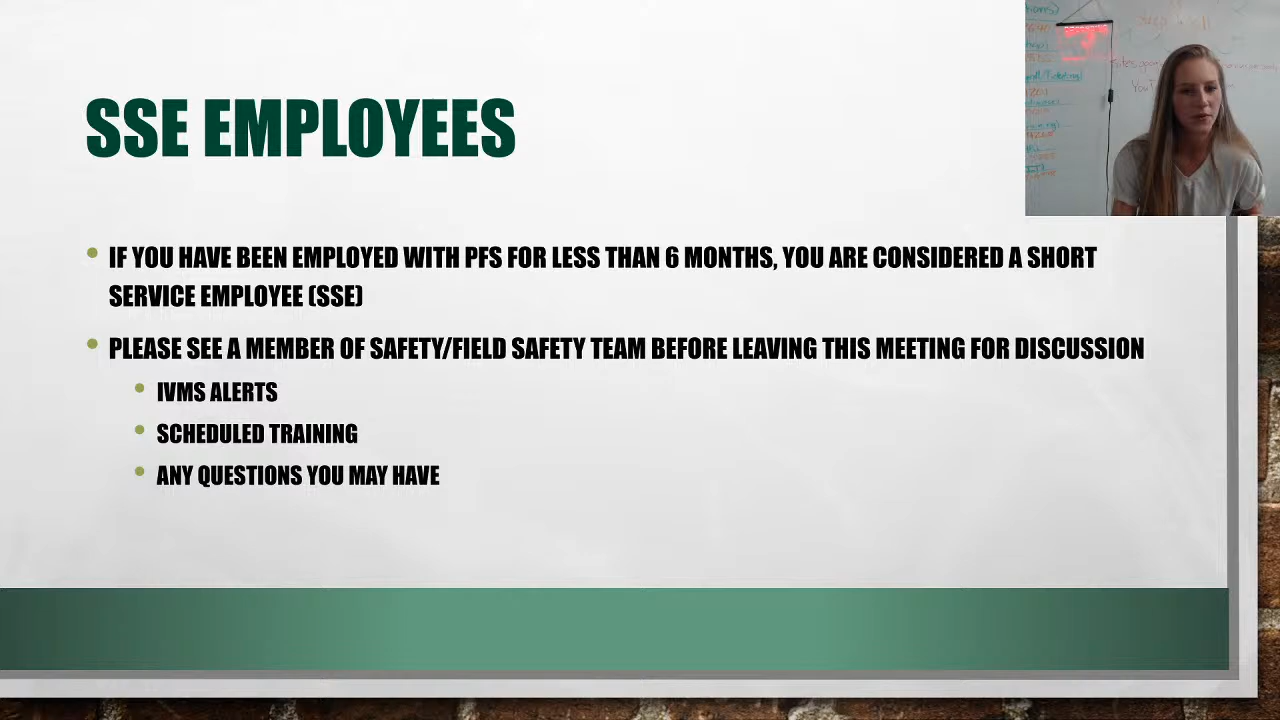 SSE EMPLOYEES
IF YOU HAVE BEEN EMPLOYED WITH PFS FOR LESS THAN 6 MONTHS, YOU ARE CONSIDERED A SHORT
SERVICE EMPLOYEE (SSE)
PLEASE SEE A MEMBER OF SAFETY/FIELD SAFETY TEAM BEFORE LEAVING THIS MEETING FOR DISCUSSION
IVMS ALERTS
SCHEDULED TRAINING
ANY QUESTIONS YOU MAY HAVE